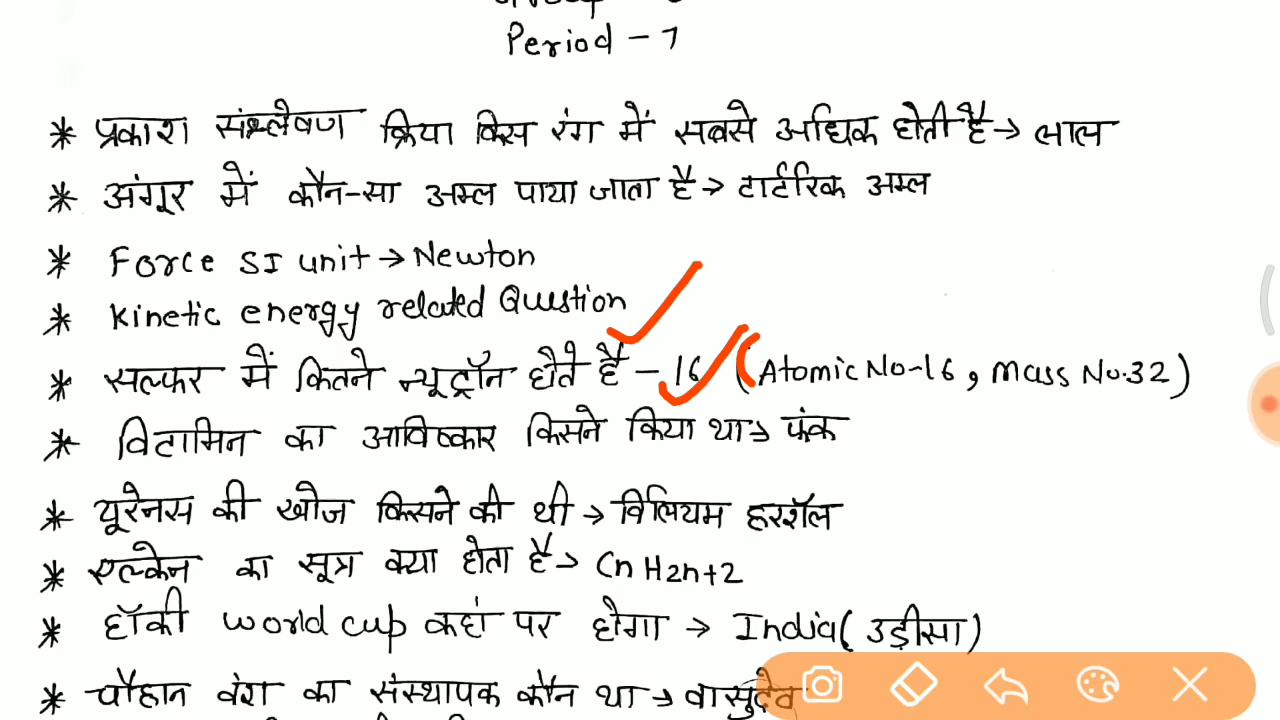 Period - 7
* प्रकाश संश्लेषण क्रिया किस रंग में सबसे अधिक होती है → लाल
* अंगूर में कौन-सा अम्ल पाया जाता है → टार्टरिक अम्ल
* Force SI unit → Newton
* Kinetic energy related Question
* सल्फर में कितने न्यूट्रॉन होते है - 16 (Atomic No-16, Mass No.32)
* विटामिन का आविष्कार किसने किया था → फंक
* यूरेनस की खोज किसने की थी → विलियम हरशॅल
* एल्केन का सूत्र क्या होता है → CnH2n+2
* हॉकी world cup कहां पर होगा → India( उड़ीसा)
* चौहान वंश का संस्थापक कौन था → वासुदेव